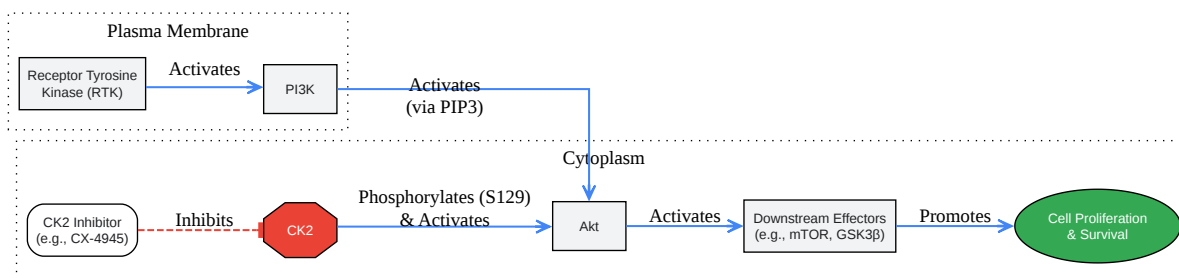 Plasma Membrane
Receptor Tyrosine
Kinase (RTK)
Activates
PI3K
Activates
(via PIP3)
Cytoplasm
CK2 Inhibitor
(e.g., CX-4945)
Inhibits
CK2
Phosphorylates (S129)
& Activates
Akt
Activates
Downstream Effectors
(e.g., mTOR, GSK3β)
Promotes
Cell Proliferation
& Survival